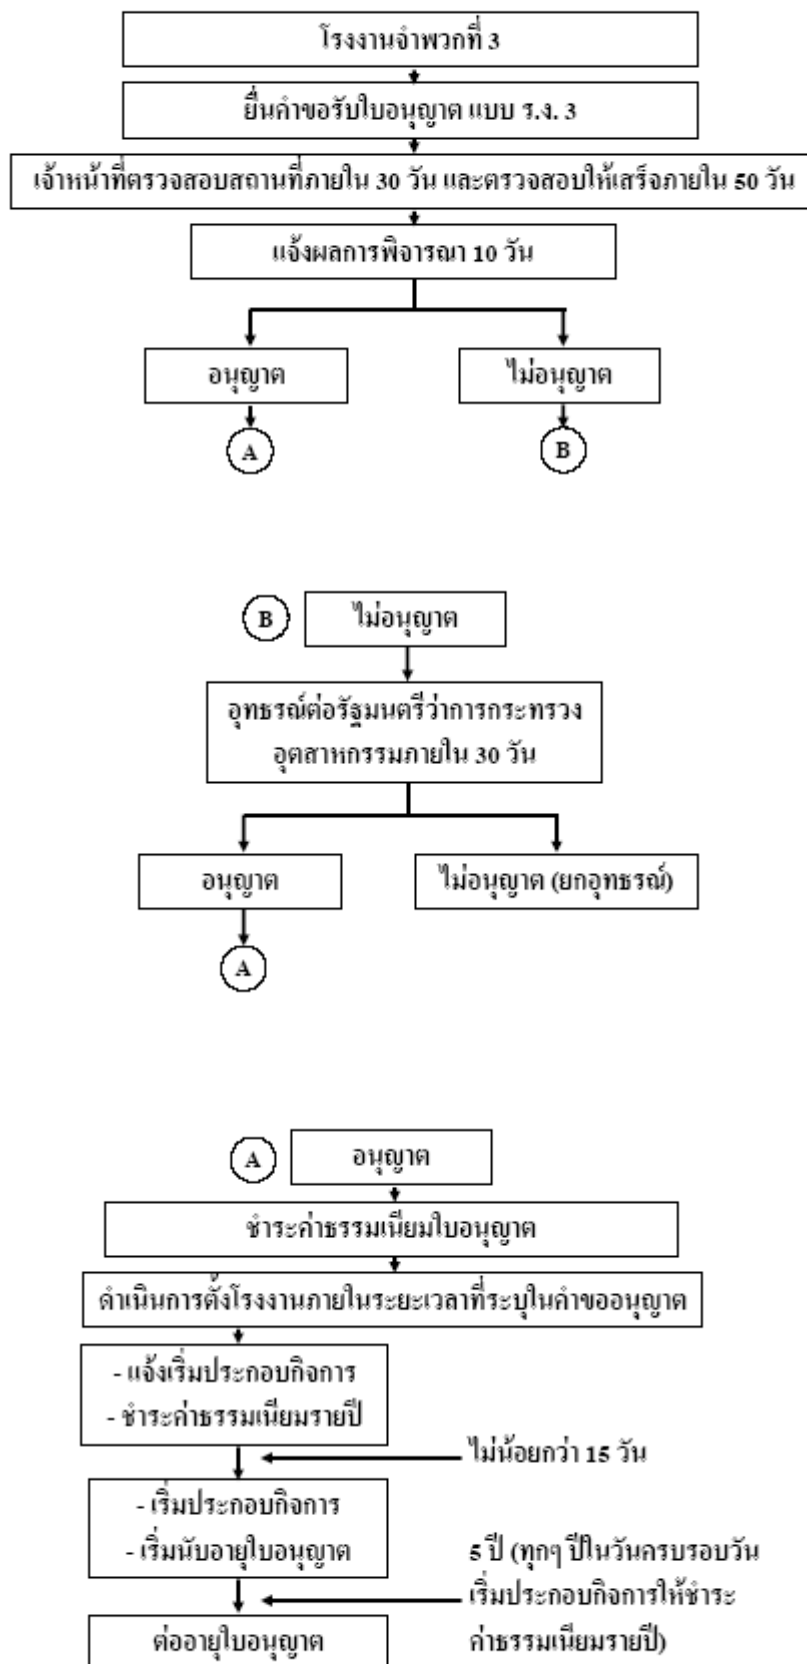 โรงงานจำพวกที่ 3
ยื่นคำขอรับใบอนุญาต แบบ ร.ง. 3
เจ้าหน้าที่ตรวจสอบสถานที่ภายใน 30 วัน และตรวจสอบให้เสร็จภายใน 50 วัน
แจ้งผลการพิจารณา 10 วัน
อนุญาต
ไม่อนุญาต
A
B
B
ไม่อนุญาต
อุทธรณ์ต่อรัฐมนตรีว่าการกระทรวง
อุตสาหกรรมภายใน 30 วัน
อนุญาต
ไม่อนุญาต (ยกอุทธรณ์)
A
A
อนุญาต
ชำระค่าธรรมเนียมใบอนุญาต
ดำเนินการตั้งโรงงานภายในระยะเวลาที่ระบุในคำขออนุญาต
- แจ้งเริ่มประกอบกิจการ
- ชำระค่าธรรมเนียมรายปี
ไม่น้อยกว่า 15 วัน
- เริ่มประกอบกิจการ
- เริ่มนับอายุใบอนุญาต
5 ปี (ทุกๆ ปีในวันครบรอบวัน
เริ่มประกอบกิจการให้ชำระ
ค่าธรรมเนียมรายปี)
ต่ออายุใบอนุญาต